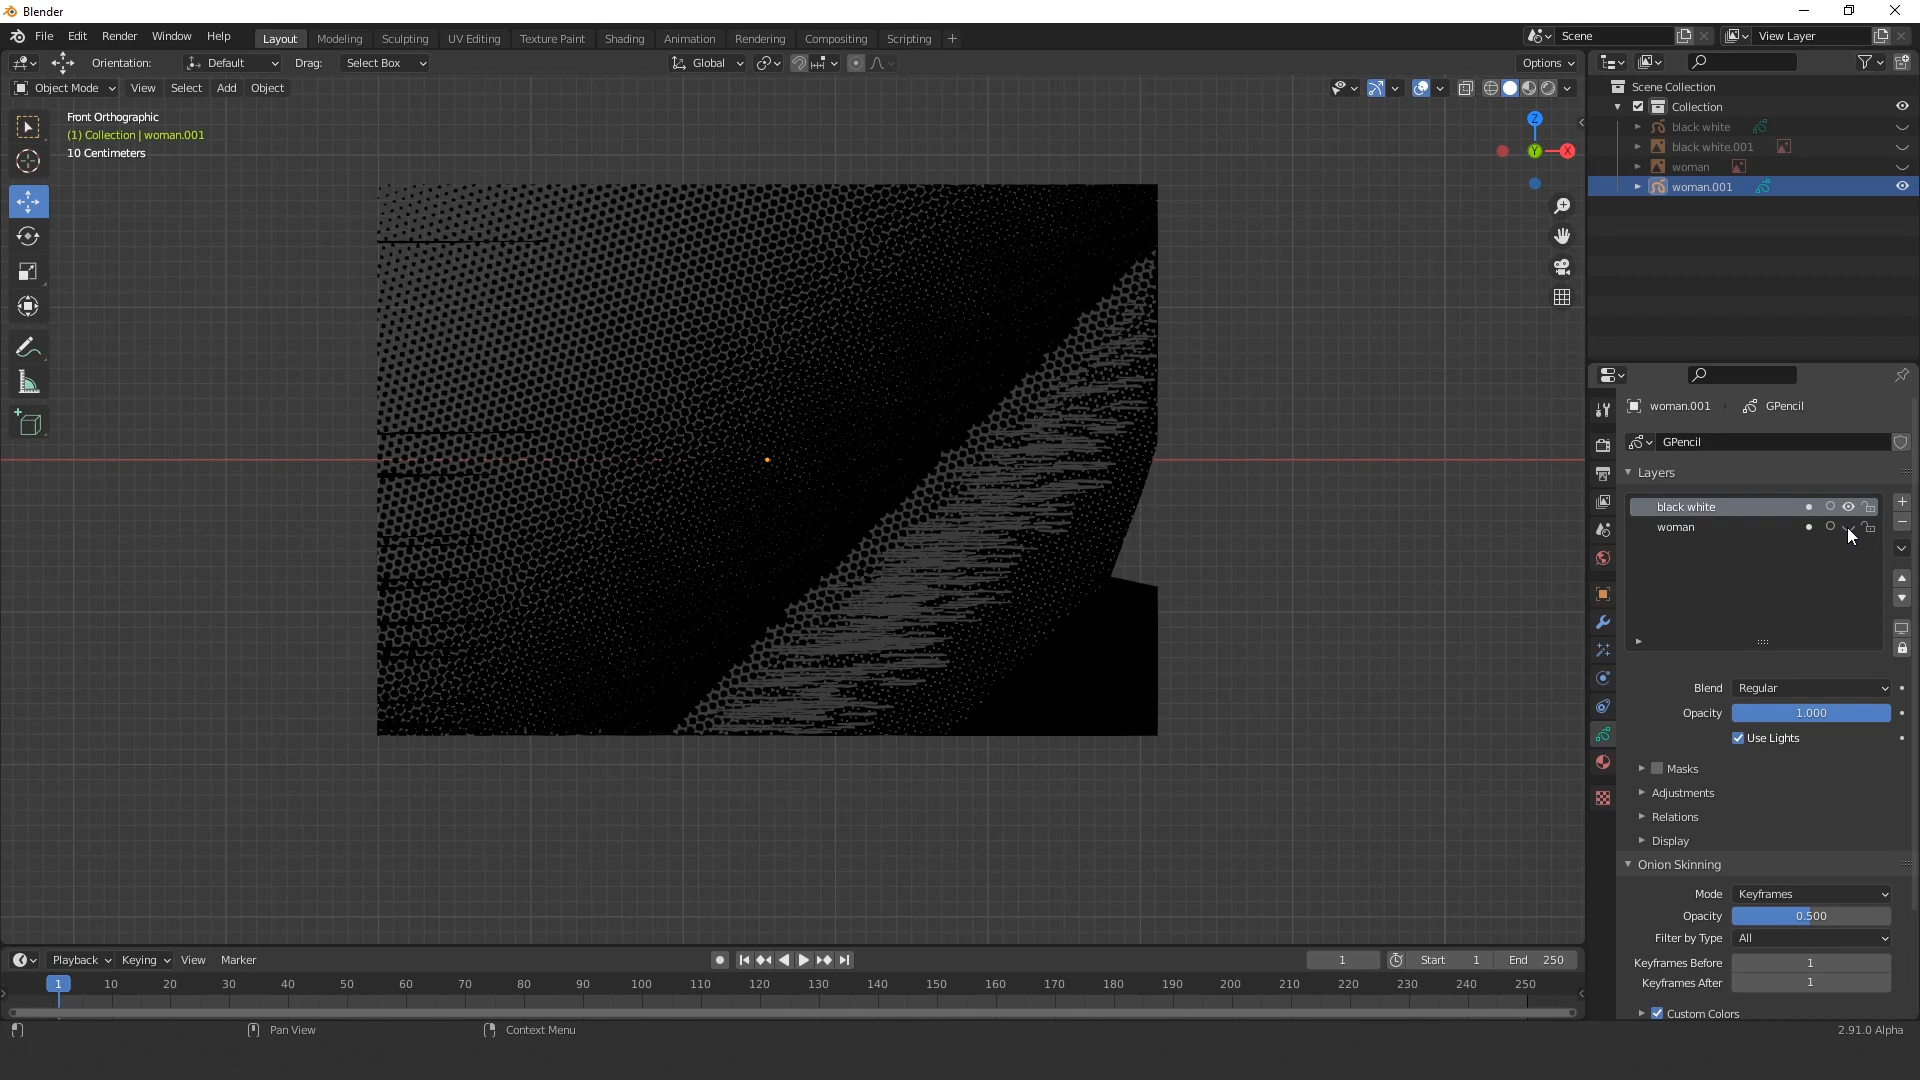 Blender
File Edit Render Window Help Layout Modeling Sculpting UV Editing Texture Paint Shading Animation Rendering Compositing Scripting + Scene View Layer
Orientation: Default Drag: Select Box Global Options
Object Mode View Select Add Object
Front Orthographic
(1) Collection | woman.001
10 Centimeters
Z
Y X
Scene Collection
Collection
black white
black white.001
woman
woman.001
woman.001 GPencil
GPencil
Layers
black white
woman
Blend Regular
Opacity 1.000
Use Lights
Masks
Adjustments
Relations
Display
Onion Skinning
Mode Keyframes
Opacity 0.500
Filter by Type All
Keyframes Before 1
Keyframes After 1
Custom Colors
Playback Keying View Marker 1 Start 1 End 250
1 10 20 30 40 50 60 70 80 90 100 110 120 130 140 150 160 170 180 190 200 210 220 230 240 250
Pan View Context Menu 2.91.0 Alpha